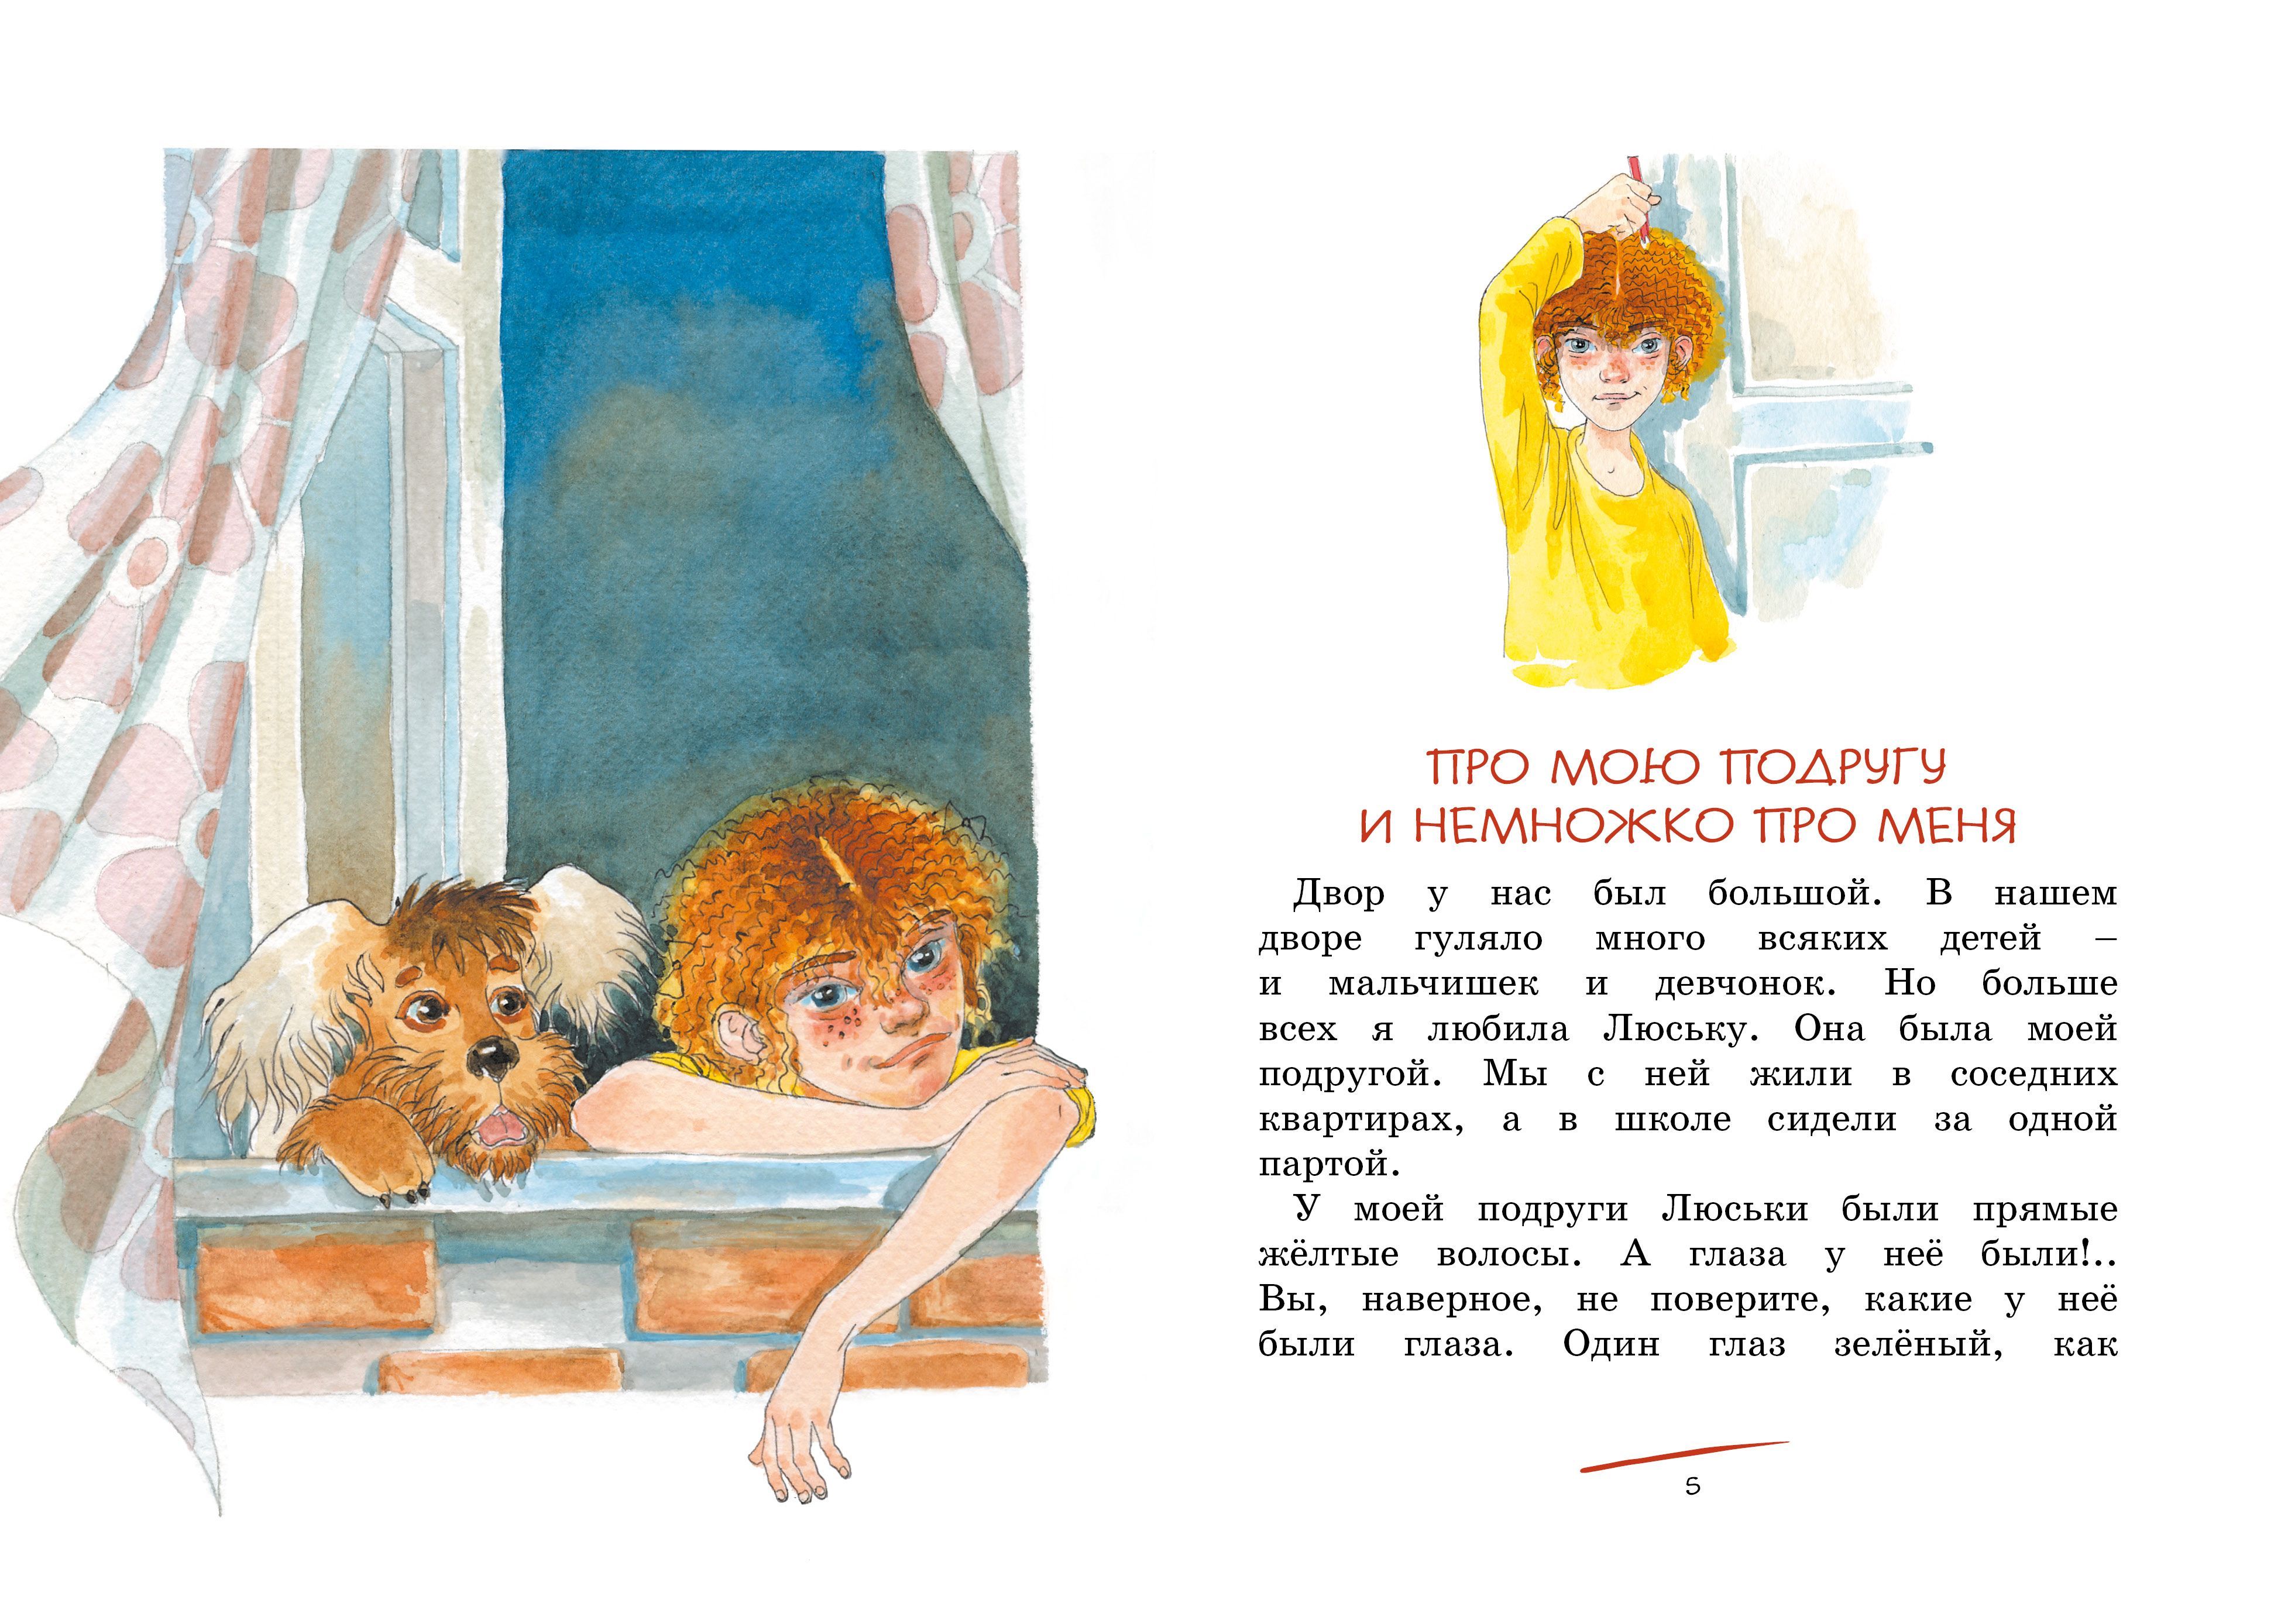 ПРО МОЮ ПОДРУГУ
И НЕМНОЖКО ПРО МЕНЯ
Двор у нас был большой. В нашем
дворе гуляло много всяких детей –
и мальчишек и девчонок. Но больше
всех я любила Люську. Она была моей
подругой. Мы с ней жили в соседних
квартирах, а в школе сидели за одной
партой.
У моей подруги Люськи были прямые
жёлтые волосы. А глаза у неё были!..
Вы, наверное, не поверите, какие у неё
были глаза. Один глаз зелёный, как
5